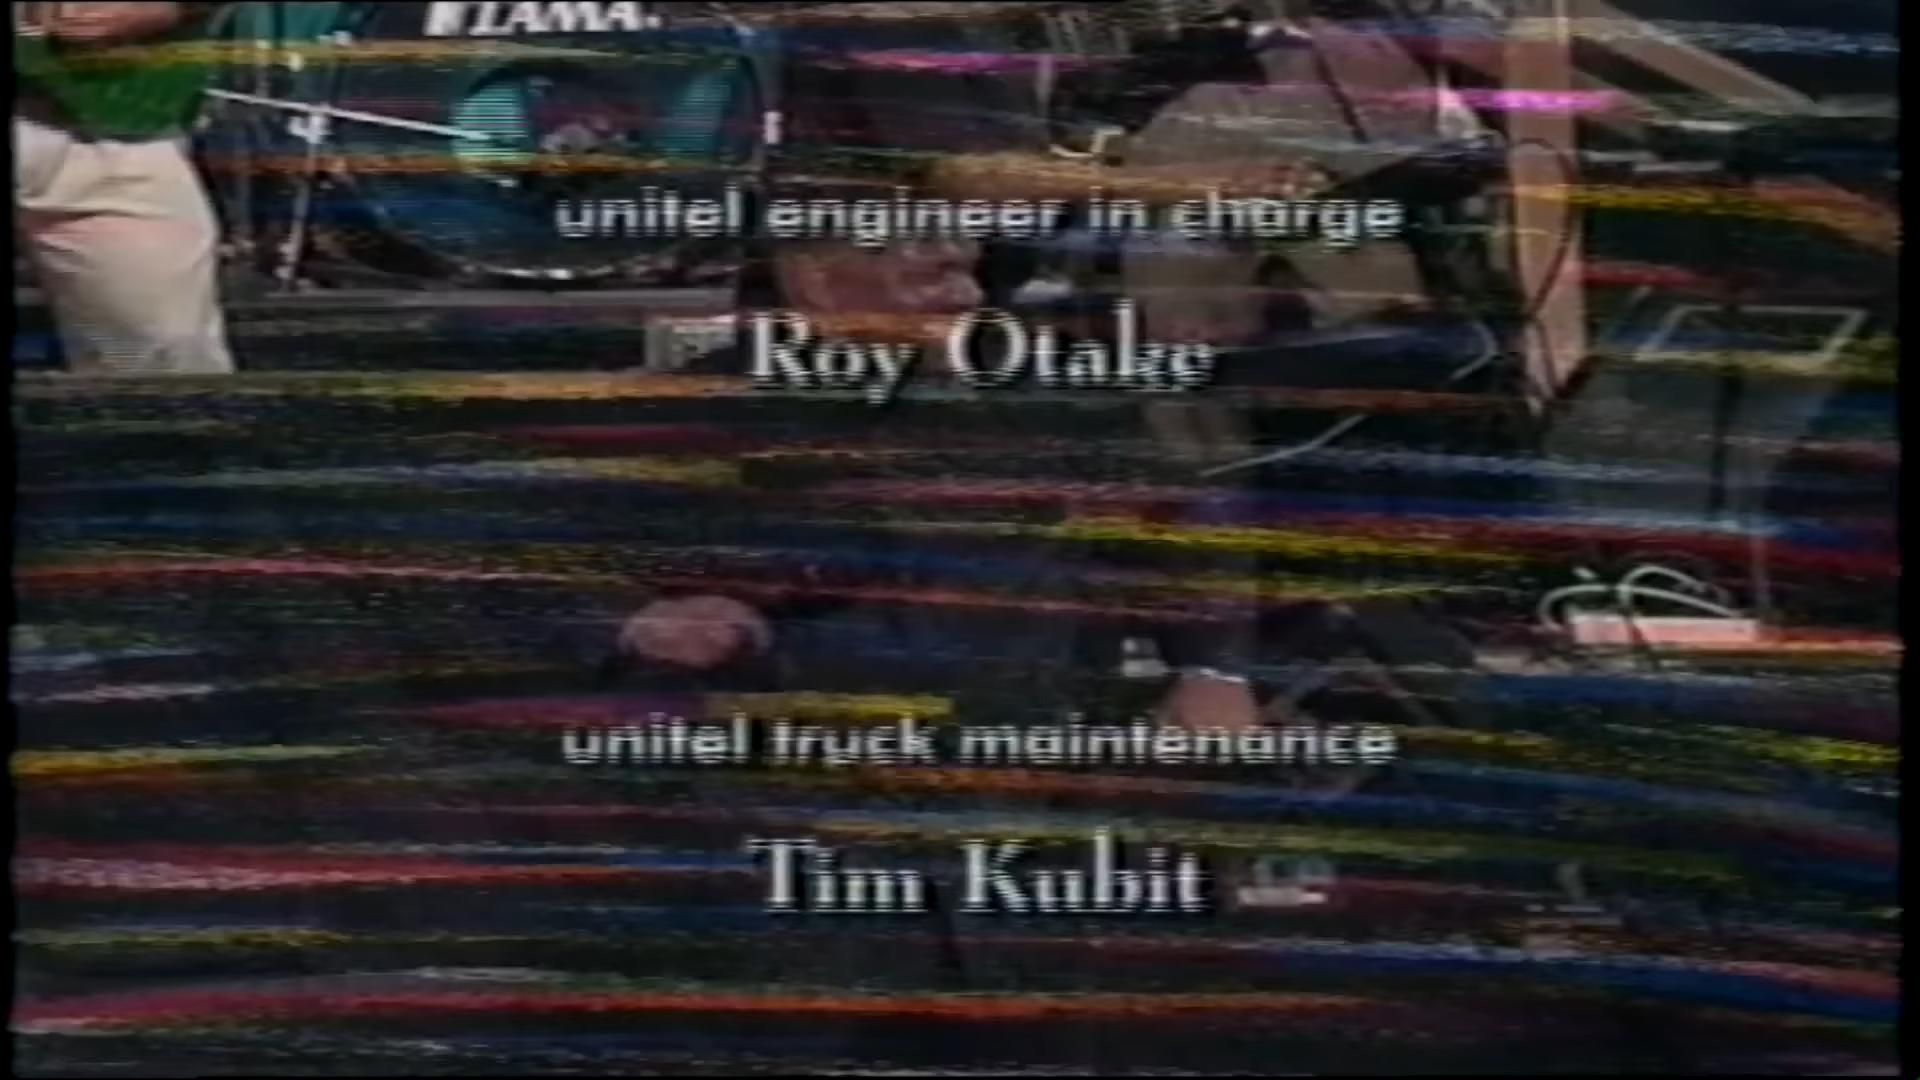 TAMA.
unitel engineer in charge
Roy Otake
unitel truck maintenance
Tim Kubit